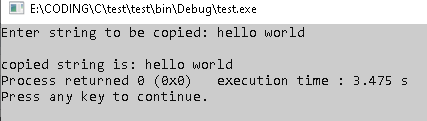 E:\CODING\C\test\test\bin\Debug\test.exe
Enter string to be copied: hello world
copied string is: hello world
Process returned 0 (0x0)   execution time : 3.475 s
Press any key to continue.